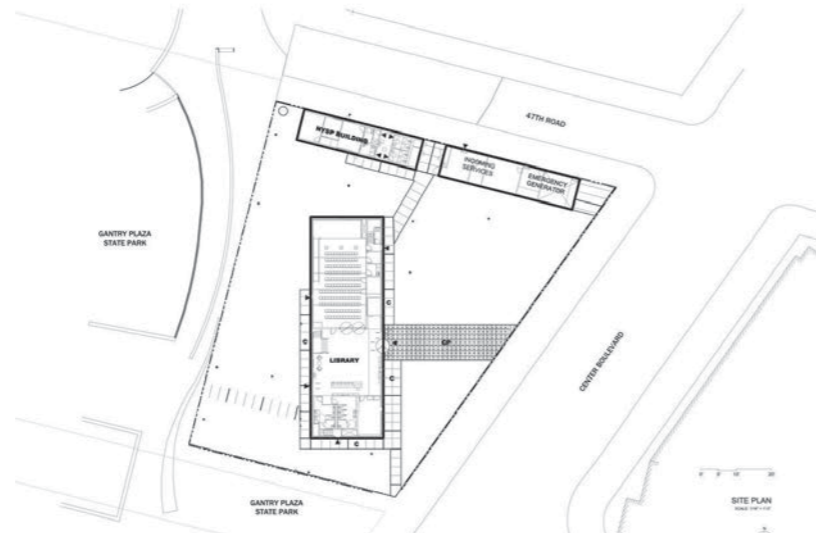 47TH ROAD
NYSP BUILDING
INCOMING
SERVICES
EMERGENCY
GENERATOR
GANTRY PLAZA
STATE PARK
C
C
GP
LIBRARY
C
C
CENTER BOULEVARD
GANTRY PLAZA
STATE PARK
SITE PLAN